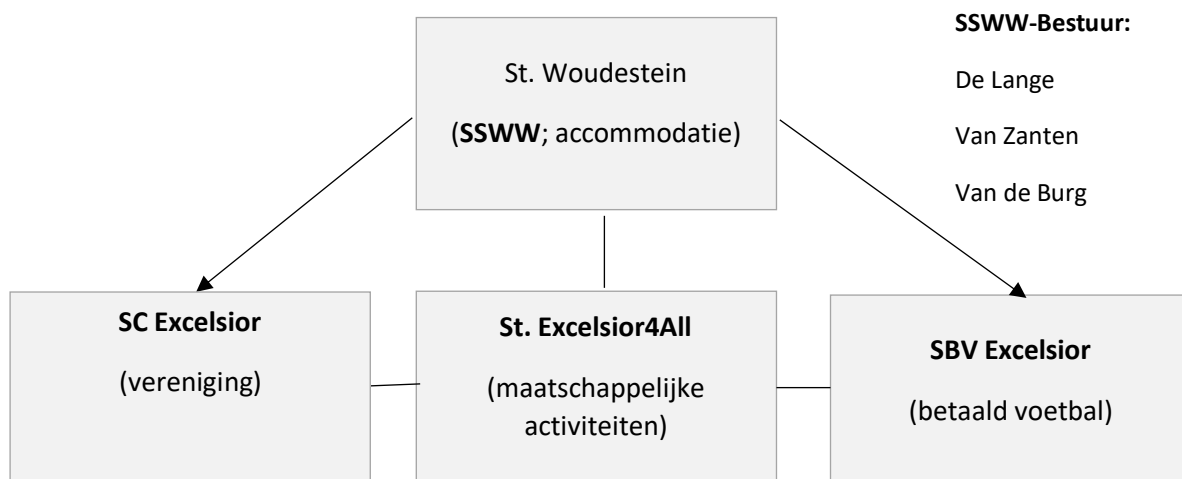 SSWW-Bestuur:
De Lange
Van Zanten
Van de Burg
St. Woudestein
(SSWW; accommodatie)
SC Excelsior
(vereniging)
St. Excelsior4All
(maatschappelijke
activiteiten)
SBV Excelsior
(betaald voetbal)